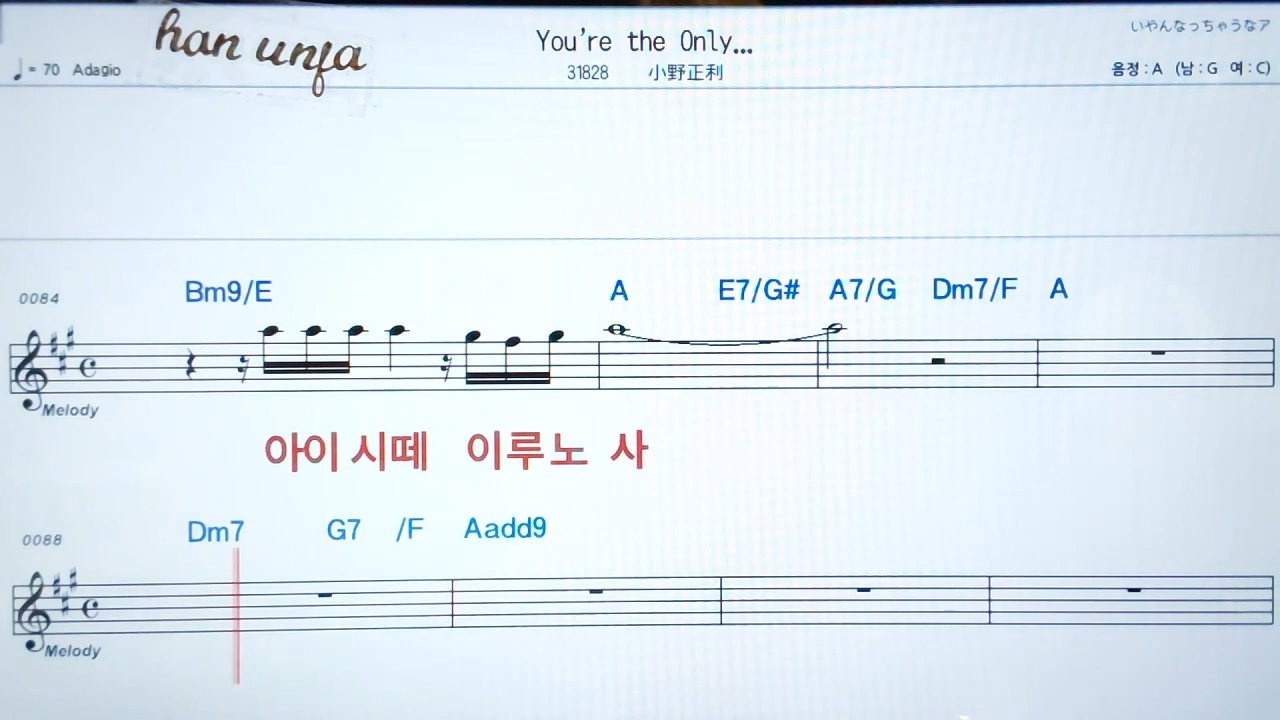 han unfa
You're the Only...
いやんなっちゃうなア
♩= 70 Adagio
31828 小野正利
음정 : A (남 : G 여 : C)
0084 Bm9/E A E7/G# A7/G Dm7/F A
Melody
아이 시떼 이루노 사
0088 Dm7 G7 /F Aadd9
Melody